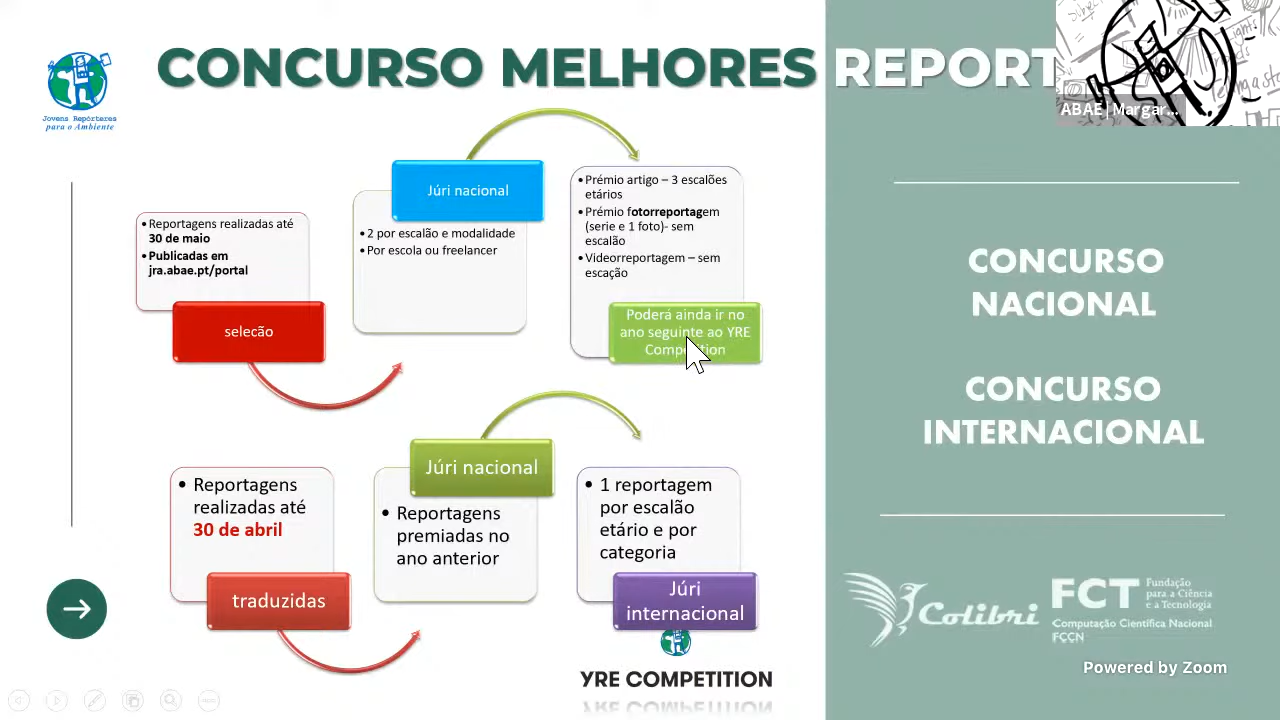 CONCURSO MELHORES REPORT
ABAE | Margar...
Jovens Repórteres
para o Ambiente
Júri nacional
• Reportagens realizadas até
30 de maio
• Publicadas em
jra.abae.pt/portal
selecão
• 2 por escalão e modalidade
• Por escola ou freelancer
• Prémio artigo – 3 escalões
etários
• Prémio fotorreportagem
(serie e 1 foto)- sem
escalão
• Videorreportagem – sem
escação
Poderá ainda ir no
ano seguinte ao YRE
Competition
CONCURSO
NACIONAL
CONCURSO
INTERNACIONAL
• Reportagens
realizadas até
30 de abril
traduzidas
Júri nacional
• Reportagens
premiadas no
ano anterior
• 1 reportagem
por escalão
etário e por
categoria
Júri
internacional
YRE COMPETITION
Colibri
FCT Fundação
para a Ciência
e a Tecnologia
Computação Científica Nacional
FCCN
Powered by Zoom